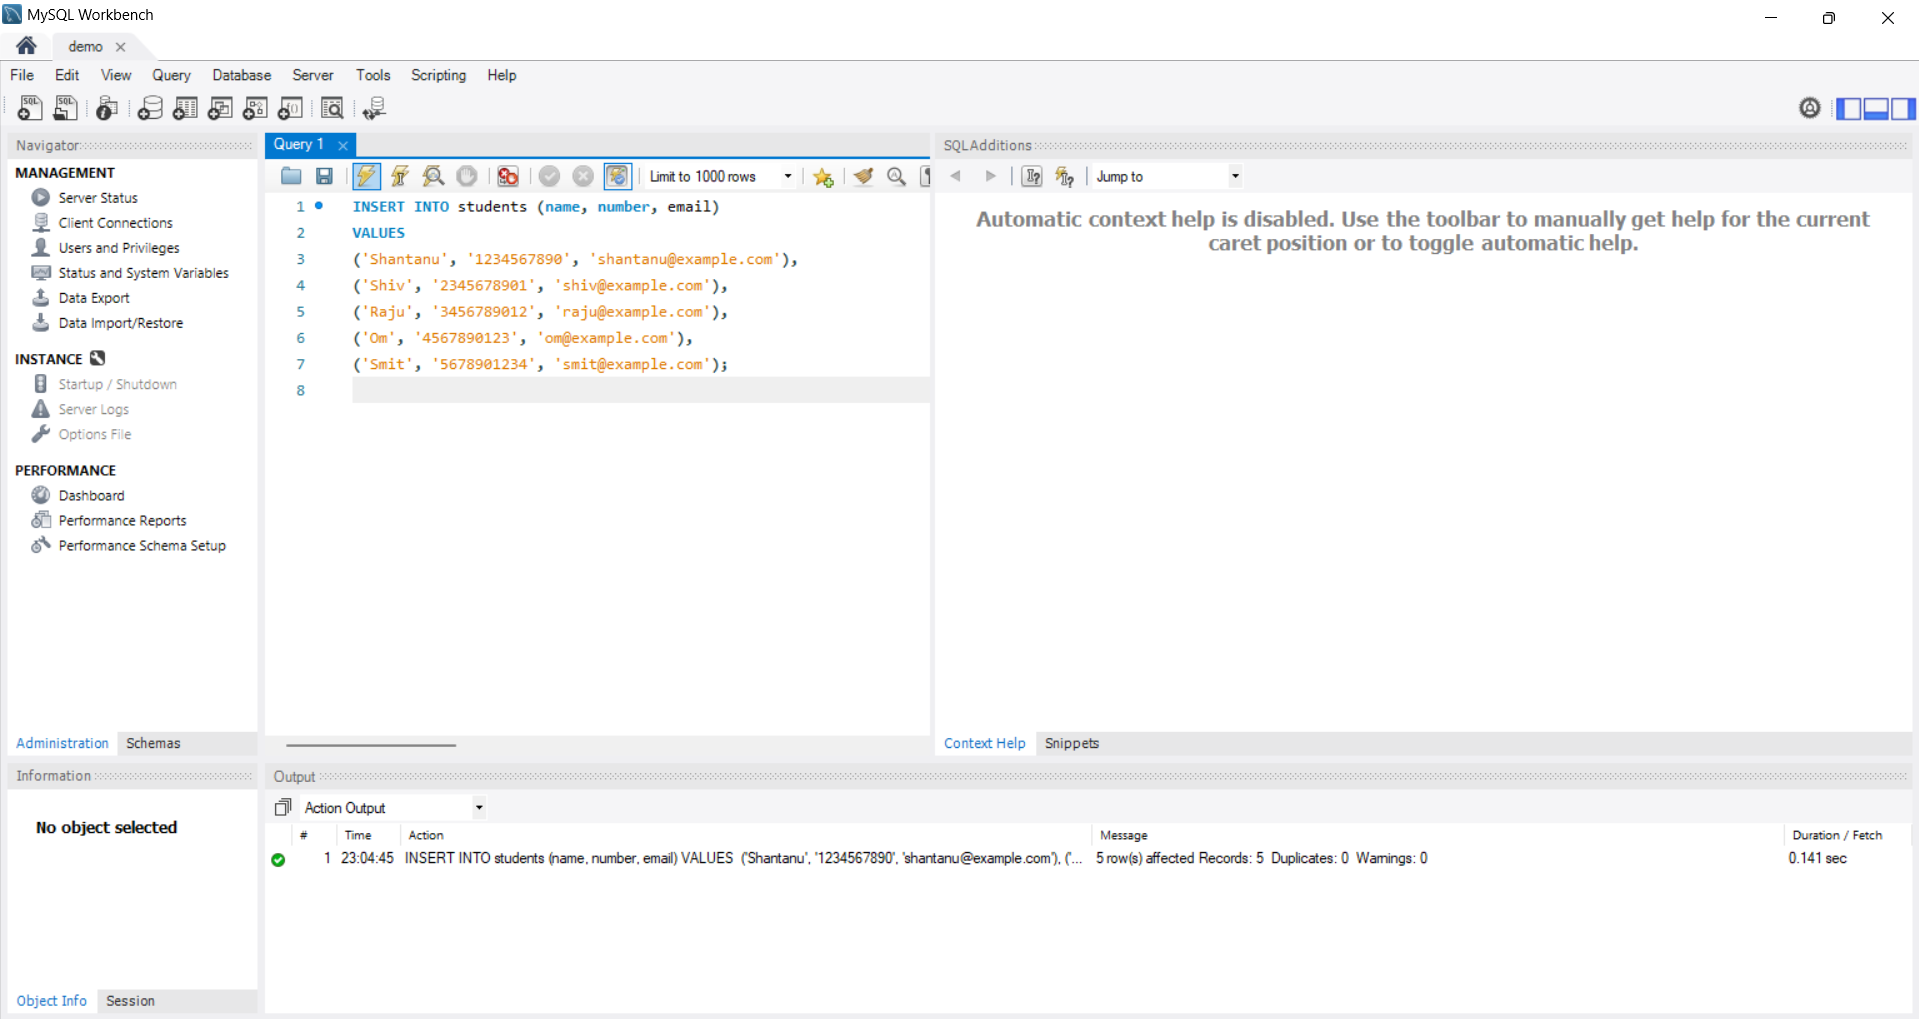 MySQL Workbench
demo
File Edit View Query Database Server Tools Scripting Help
Navigator
MANAGEMENT
Server Status
Client Connections
Users and Privileges
Status and System Variables
Data Export
Data Import/Restore
INSTANCE
Startup / Shutdown
Server Logs
Options File
PERFORMANCE
Dashboard
Performance Reports
Performance Schema Setup
Administration Schemas
Query 1
Limit to 1000 rows
1 INSERT INTO students (name, number, email)
2 VALUES
3 ('Shantanu', '1234567890', 'shantanu@example.com'),
4 ('Shiv', '2345678901', 'shiv@example.com'),
5 ('Raju', '3456789012', 'raju@example.com'),
6 ('Om', '4567890123', 'om@example.com'),
7 ('Smit', '5678901234', 'smit@example.com');
8
SQLAdditions
Jump to
Automatic context help is disabled. Use the toolbar to manually get help for the current
caret position or to toggle automatic help.
Context Help Snippets
Information
No object selected
Object Info Session
Output
Action Output
# Time Action Message Duration / Fetch
1 23:04:45 INSERT INTO students (name, number, email) VALUES ('Shantanu', '1234567890', 'shantanu@example.com'), ('... 5 row(s) affected Records: 5 Duplicates: 0 Warnings: 0 0.141 sec